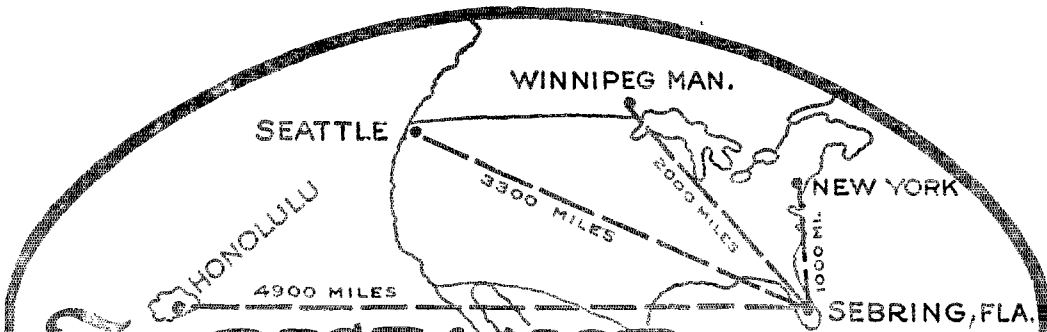 WINNIPEG MAN.
SEATTLE
3300 MILES
2000 MILES
NEW YORK
HONOLULU
1000 MI.
4900 MILES
SEBRING, FLA.